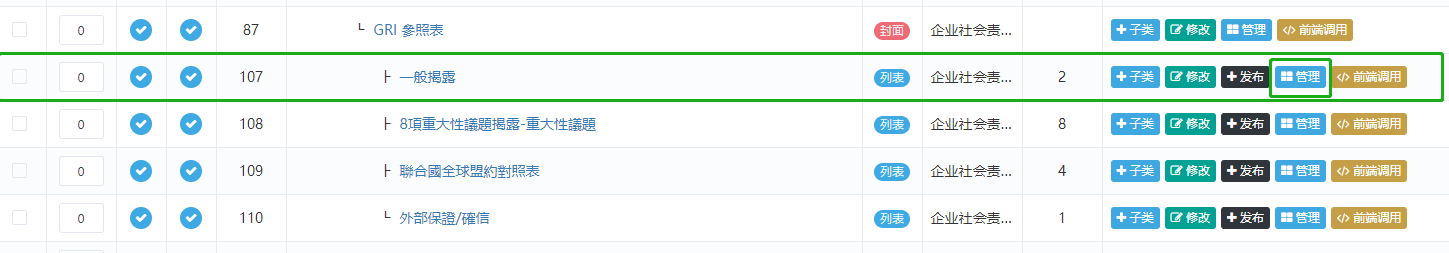 0 87 └ GRI 參照表 封面 企业社会责... 子类 修改 管理 </> 前端调用
0 107 ├ 一般揭露 列表 企业社会责... 2 子类 修改 发布 管理 </> 前端调用
0 108 ├ 8項重大性議題揭露-重大性議題 列表 企业社会责... 8 子类 修改 发布 管理 </> 前端调用
0 109 ├ 聯合國全球盟約對照表 列表 企业社会责... 4 子类 修改 发布 管理 </> 前端调用
0 110 └ 外部保證/確信 列表 企业社会责... 1 子类 修改 发布 管理 </> 前端调用